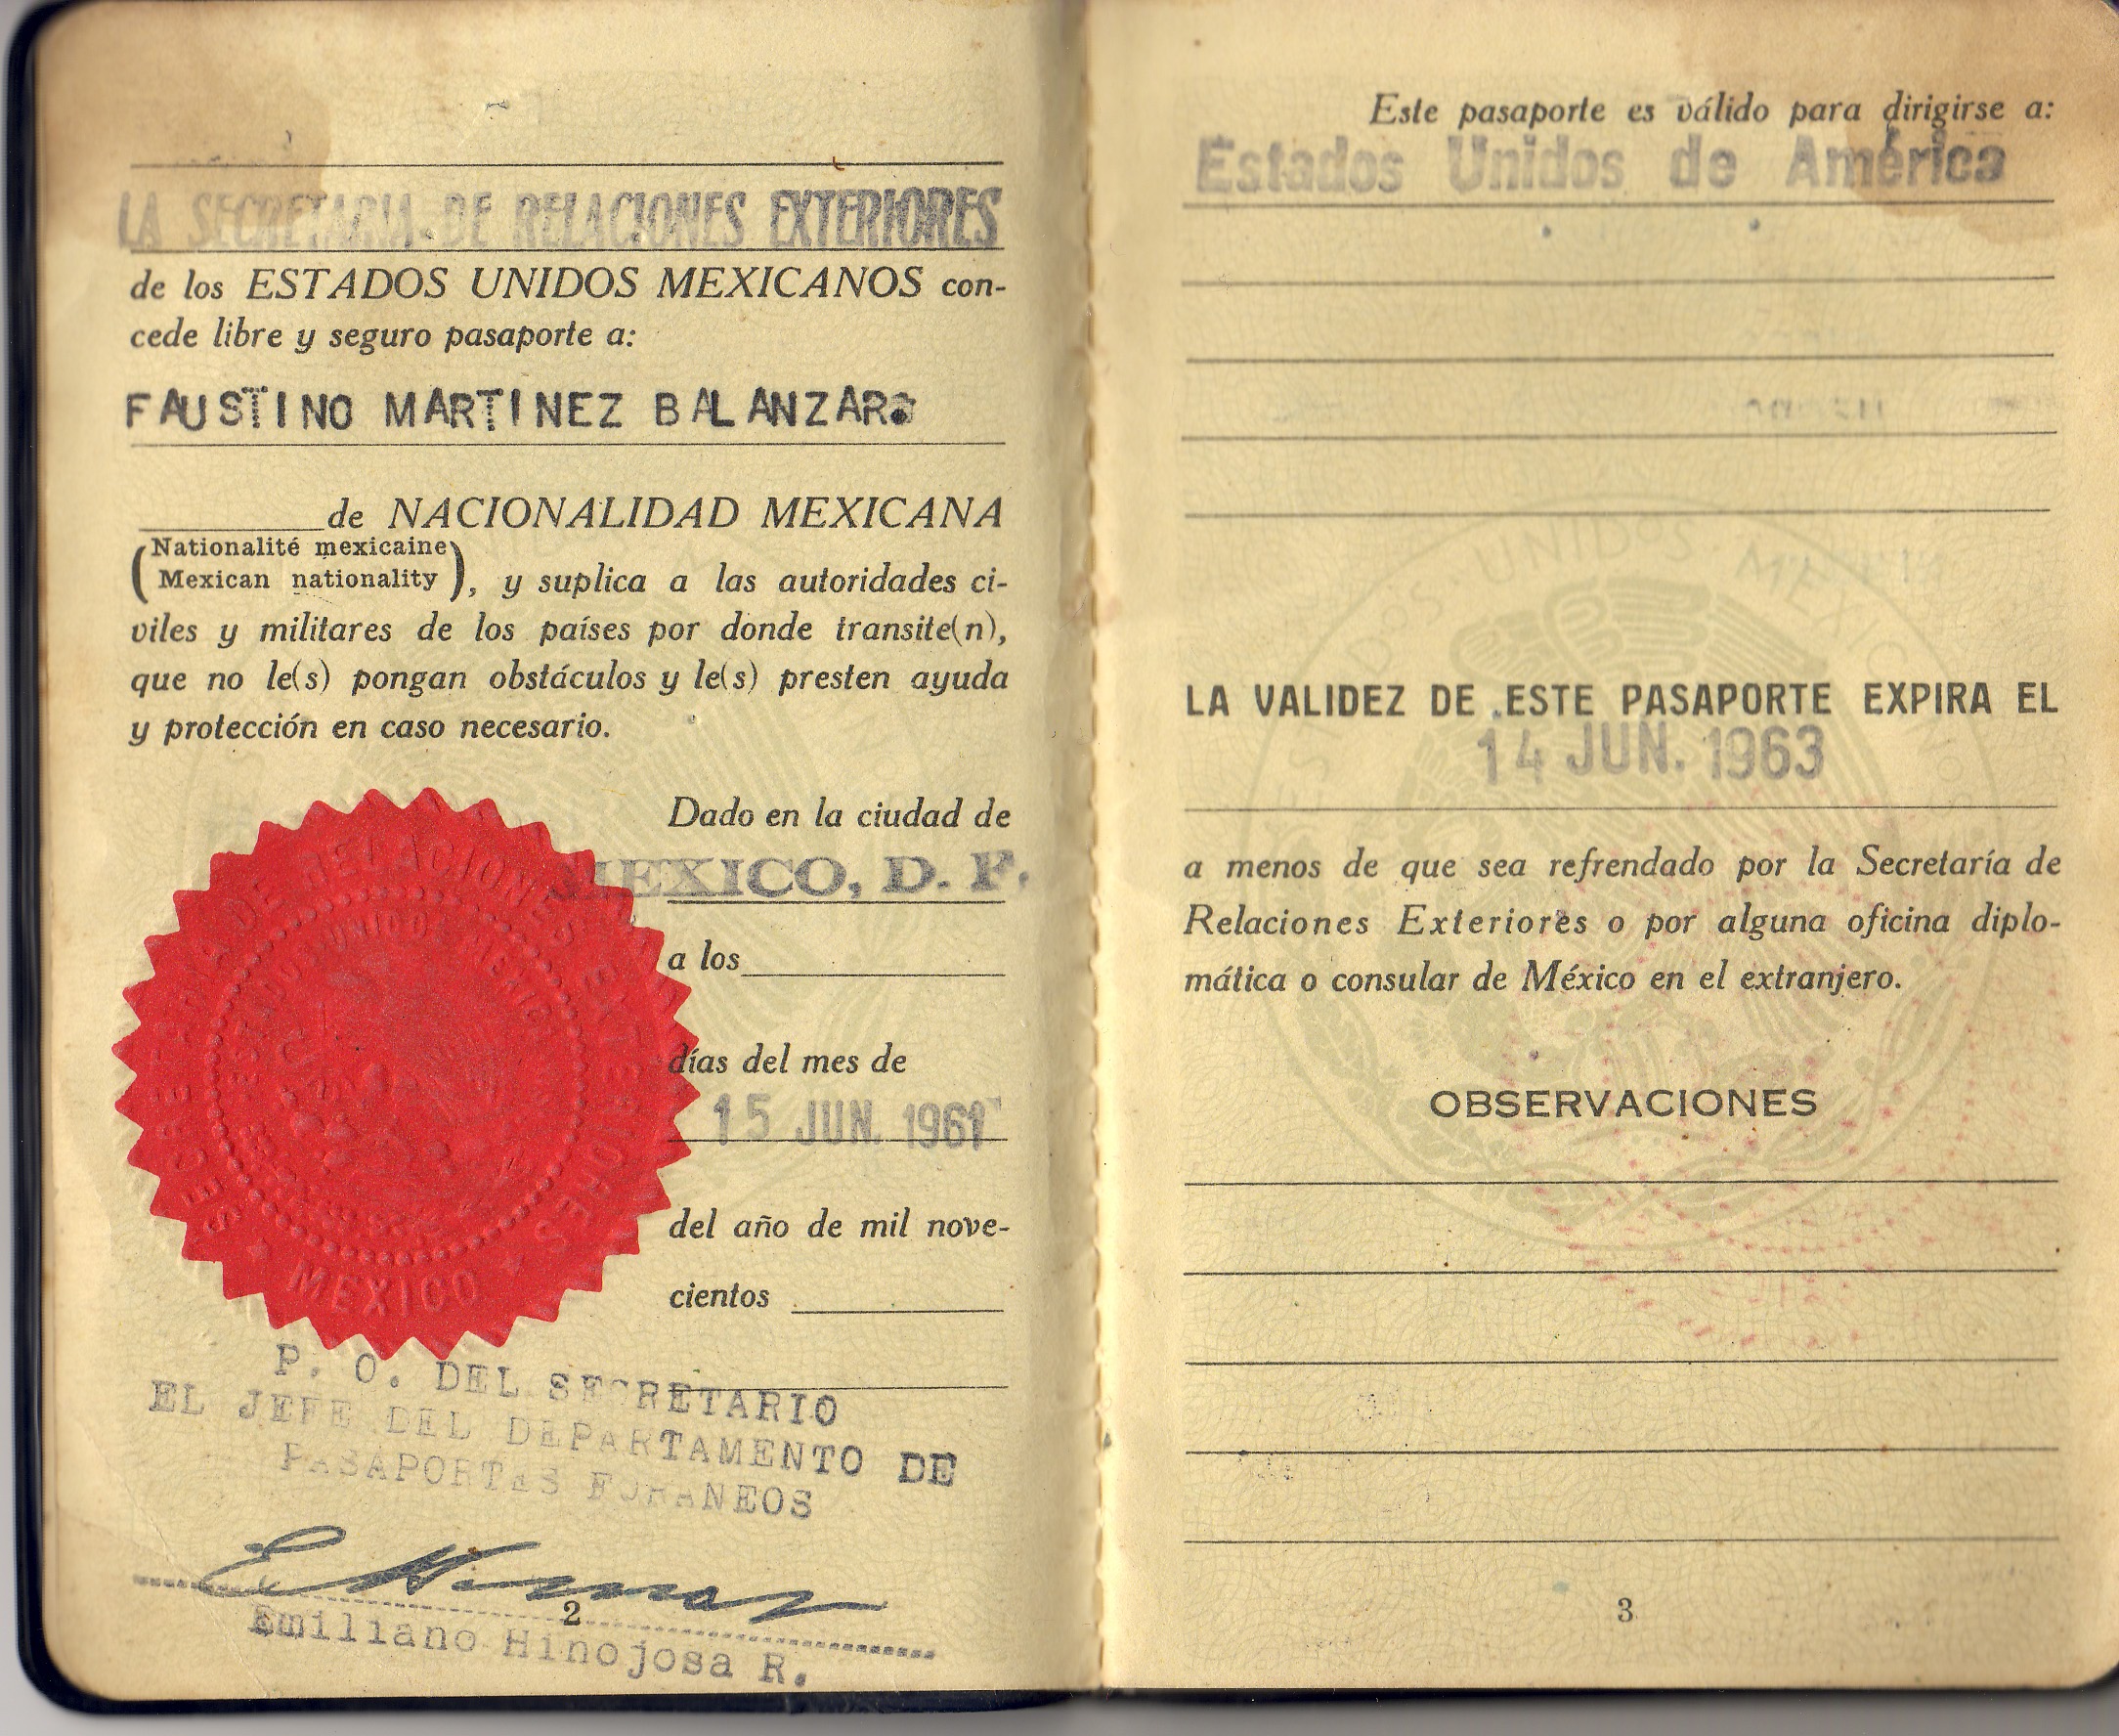 LA SECRETARIA DE RELACIONES EXTERIORES
de los ESTADOS UNIDOS MEXICANOS con-
cede libre y seguro pasaporte a:
FAUSTINO MARTINEZ BALANZARO
de NACIONALIDAD MEXICANA
(Nationalité mexicaine
Mexican nationality), y suplica a las autoridades ci-
viles y militares de los países por donde transite(n),
que no le(s) pongan obstáculos y le(s) presten ayuda
y protección en caso necesario.
Dado en la ciudad de
MEXICO, D. F.
a los
días del mes de
15 JUN. 1961
del año de mil nove-
cientos
SECRETARIA DE RELACIONES EXTERIORES
MEXICO
P. O. DEL SECRETARIO
EL JEFE DEL DEPARTAMENTO DE
PASAPORTES FORANEOS
2
Emiliano Hinojosa R.
Este pasaporte es válido para dirigirse a:
Estados Unidos de América
LA VALIDEZ DE ESTE PASAPORTE EXPIRA EL
14 JUN. 1963
a menos de que sea refrendado por la Secretaría de
Relaciones Exteriores o por alguna oficina diplo-
mática o consular de México en el extranjero.
OBSERVACIONES
3